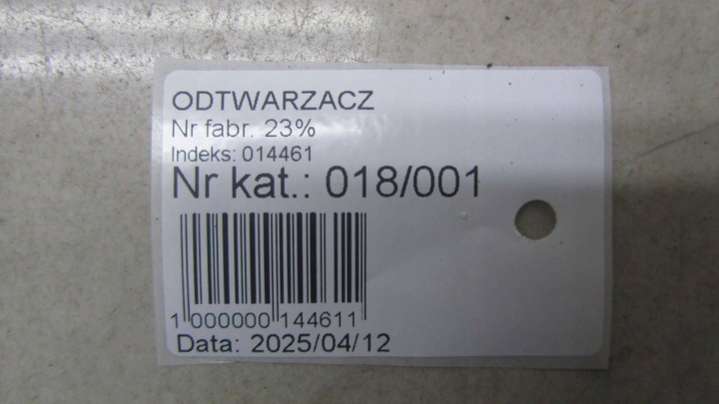 ODTWARZACZ
Nr fabr. 23%
Indeks: 014461
Nr kat.: 018/001
1 000000 144611
Data: 2025/04/12